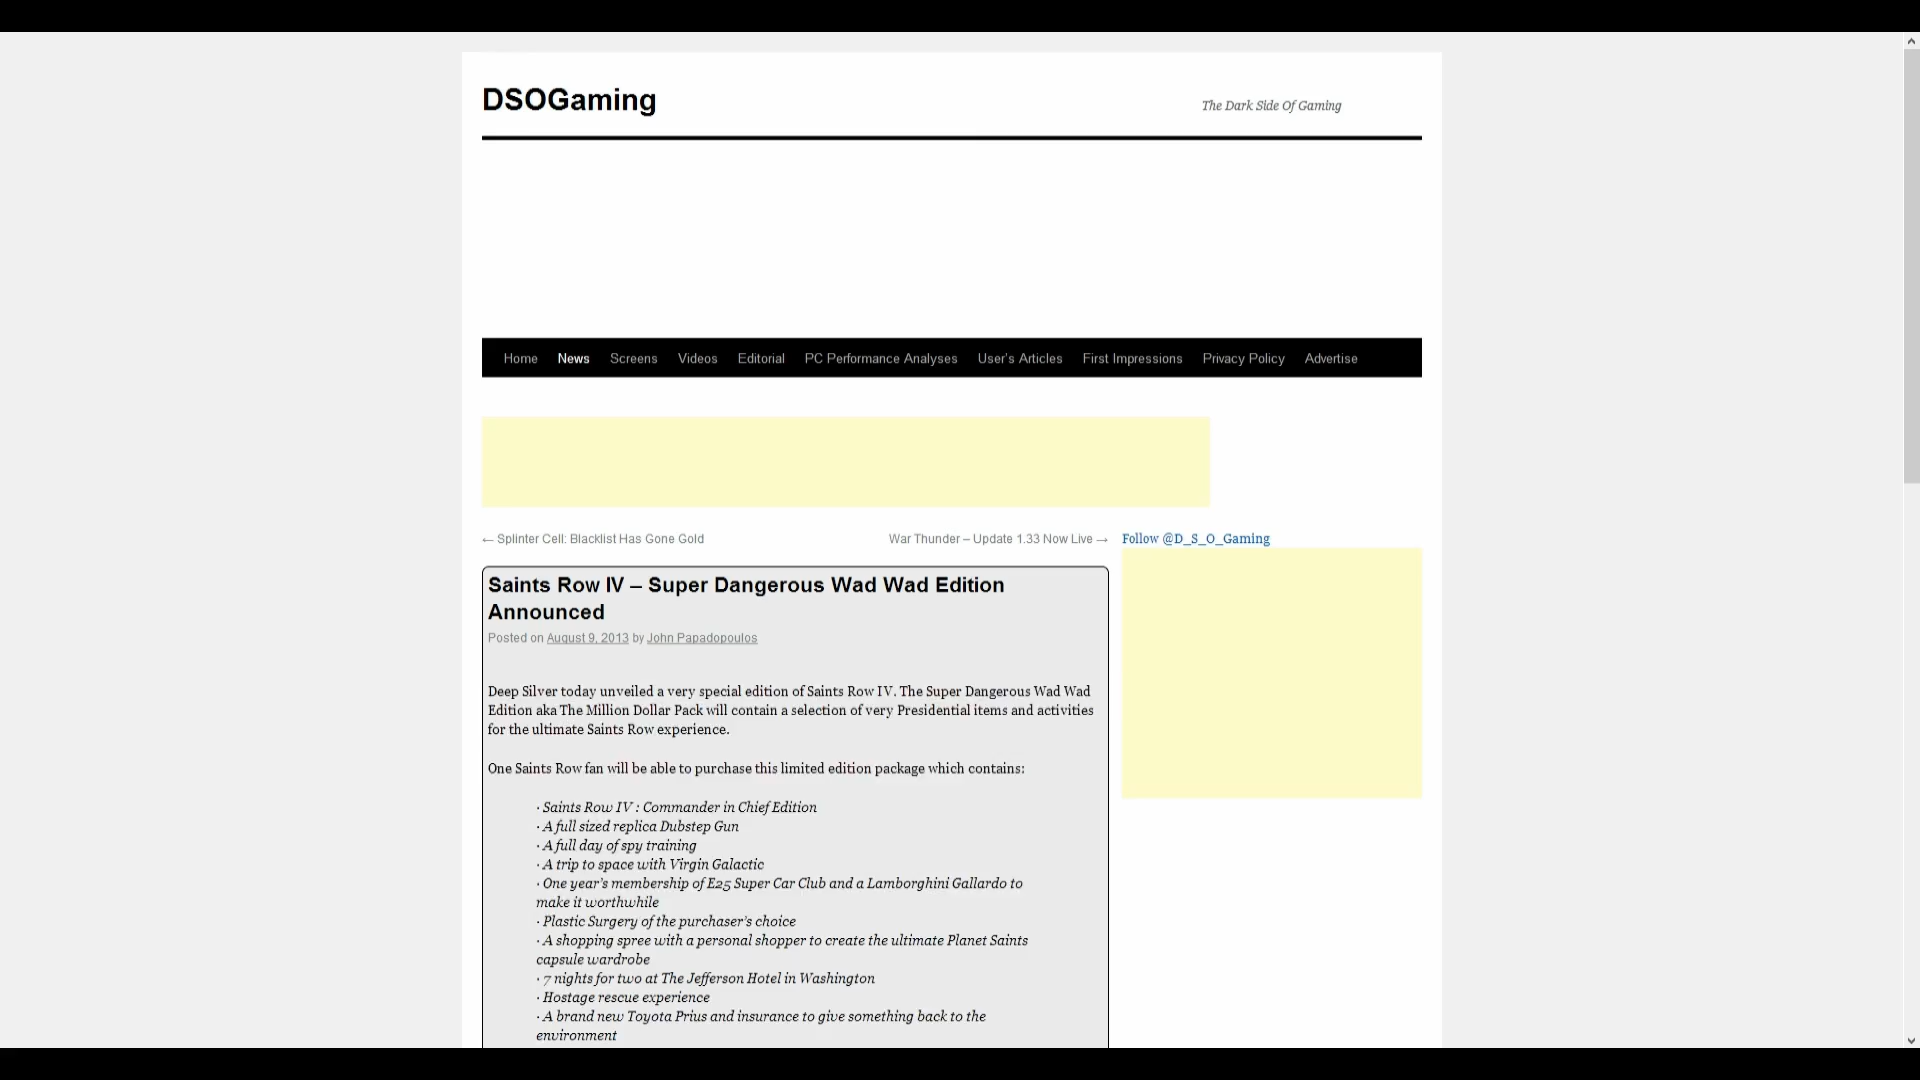 DSOGaming
The Dark Side Of Gaming
Home News Screens Videos Editorial PC Performance Analyses User's Articles First Impressions Privacy Policy Advertise
← Splinter Cell: Blacklist Has Gone Gold
War Thunder – Update 1.33 Now Live →
Follow @D_S_O_Gaming
Saints Row IV – Super Dangerous Wad Wad Edition
Announced
Posted on August 9, 2013 by John Papadopoulos
Deep Silver today unveiled a very special edition of Saints Row IV. The Super Dangerous Wad Wad
Edition aka The Million Dollar Pack will contain a selection of very Presidential items and activities
for the ultimate Saints Row experience.
One Saints Row fan will be able to purchase this limited edition package which contains:
· Saints Row IV : Commander in Chief Edition
· A full sized replica Dubstep Gun
· A full day of spy training
· A trip to space with Virgin Galactic
· One year's membership of E25 Super Car Club and a Lamborghini Gallardo to
make it worthwhile
· Plastic Surgery of the purchaser's choice
· A shopping spree with a personal shopper to create the ultimate Planet Saints
capsule wardrobe
· 7 nights for two at The Jefferson Hotel in Washington
· Hostage rescue experience
· A brand new Toyota Prius and insurance to give something back to the
environment